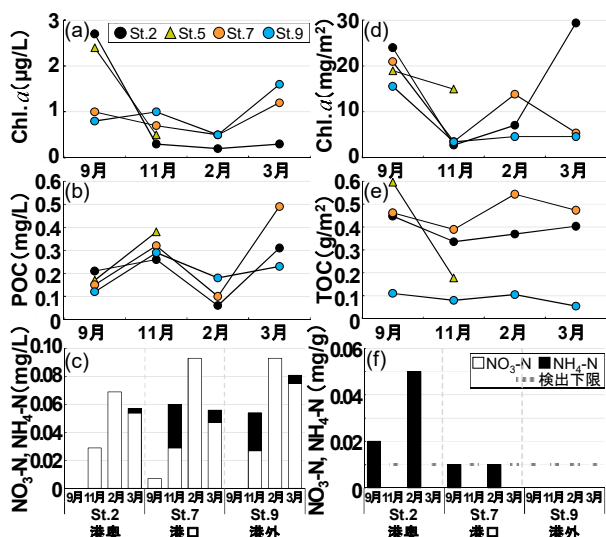 (a)
St.2 St.5 St.7 St.9
Chl. a(μg/L)
3
2
1
0
9月 11月 2月 3月
(d)
Chl. a(mg/m²)
30
20
10
0
9月 11月 2月 3月
(b)
POC(mg/L)
0.6
0.5
0.4
0.3
0.2
0.1
0
9月 11月 2月 3月
(e)
TOC(g/m²)
0.6
0.5
0.4
0.3
0.2
0.1
0
9月 11月 2月 3月
(c)
NO₃-N, NH₄-N(mg/L)
0.10
0.08
0.06
0.04
0.02
0.00
9月 11月 2月 3月 9月 11月 2月 3月 9月 11月 2月 3月
St.2 St.7 St.9
港奥 港口 港外
(f)
NO₃-N NH₄-N
検出下限
NO₃-N, NH₄-N (mg/g)
0.06
0.04
0.002
0.00
9月 11月 2月 3月 9月 11月 2月 3月 9月 11月 2月 3月
St.2 St.7 St.9
港奥 港口 港外